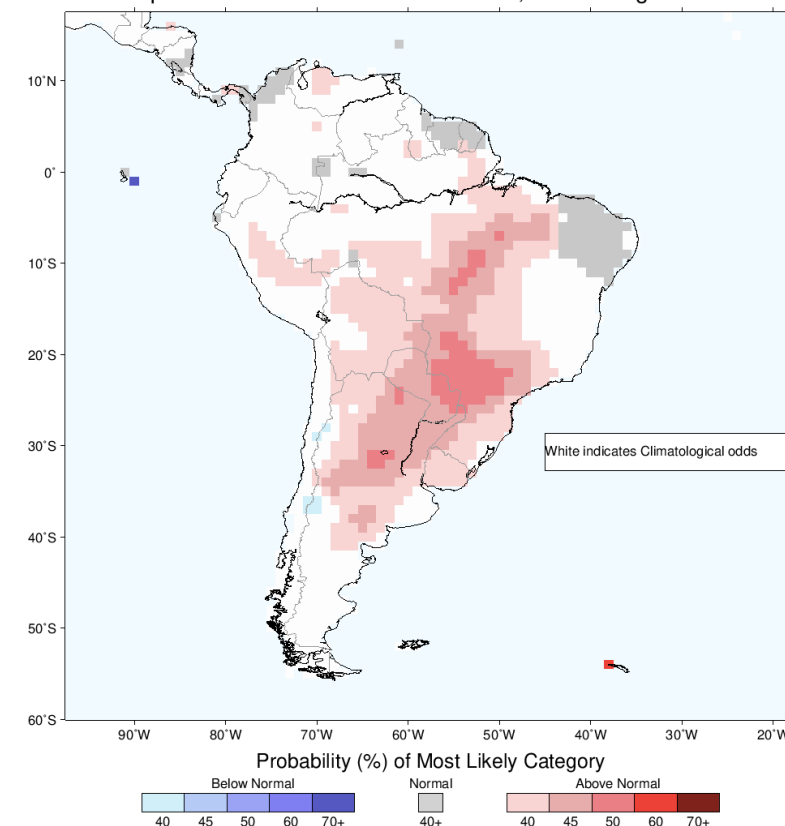 10°N
0°
10°S
20°S
30°S
40°S
50°S
60°S
White indicates Climatological odds
90°W 80°W 70°W 60°W 50°W 40°W 30°W 20°W
Probability (%) of Most Likely Category
Below Normal Normal Above Normal
40 45 50 60 70+ 40+ 40 45 50 60 70+